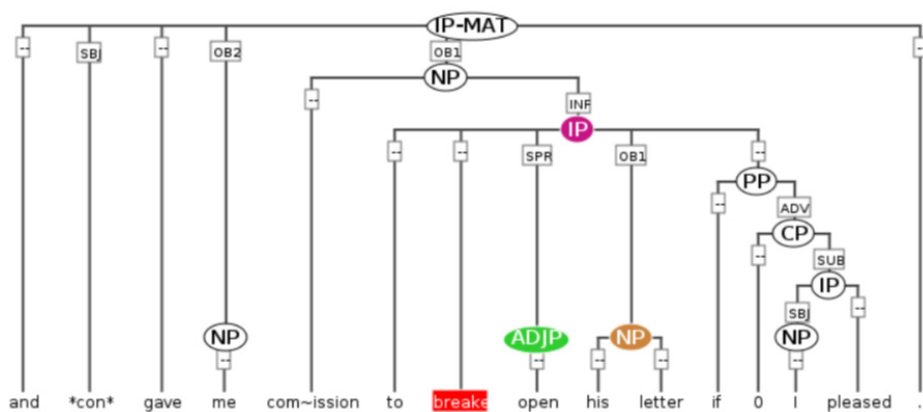 IP-MAT
-- SBJ -- OB2 OB1 --
NP
-- INF
IP
-- -- SPR OB1 --
PP
-- ADV
CP
-- SUB
IP
SBJ --
NP ADJP NP NP
-- -- -- -- --
and *con* gave me com~ission to breake open his letter if 0 I pleased